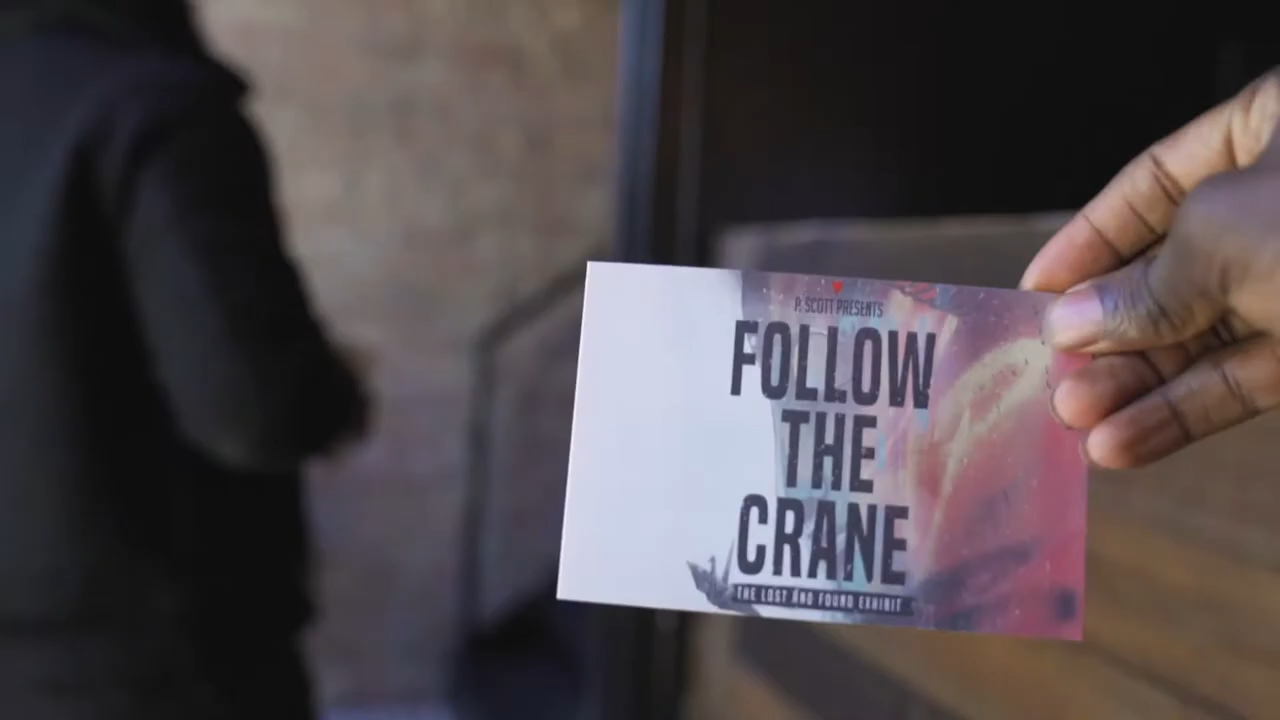 P. SCOTT PRESENTS
FOLLOW
THE
CRANE
THE LOST AND FOUND EXHIBIT